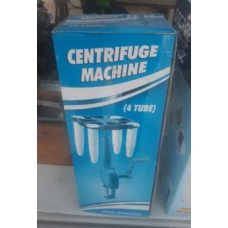 CENTRIFUGE
MACHINE
(4 TUBE)